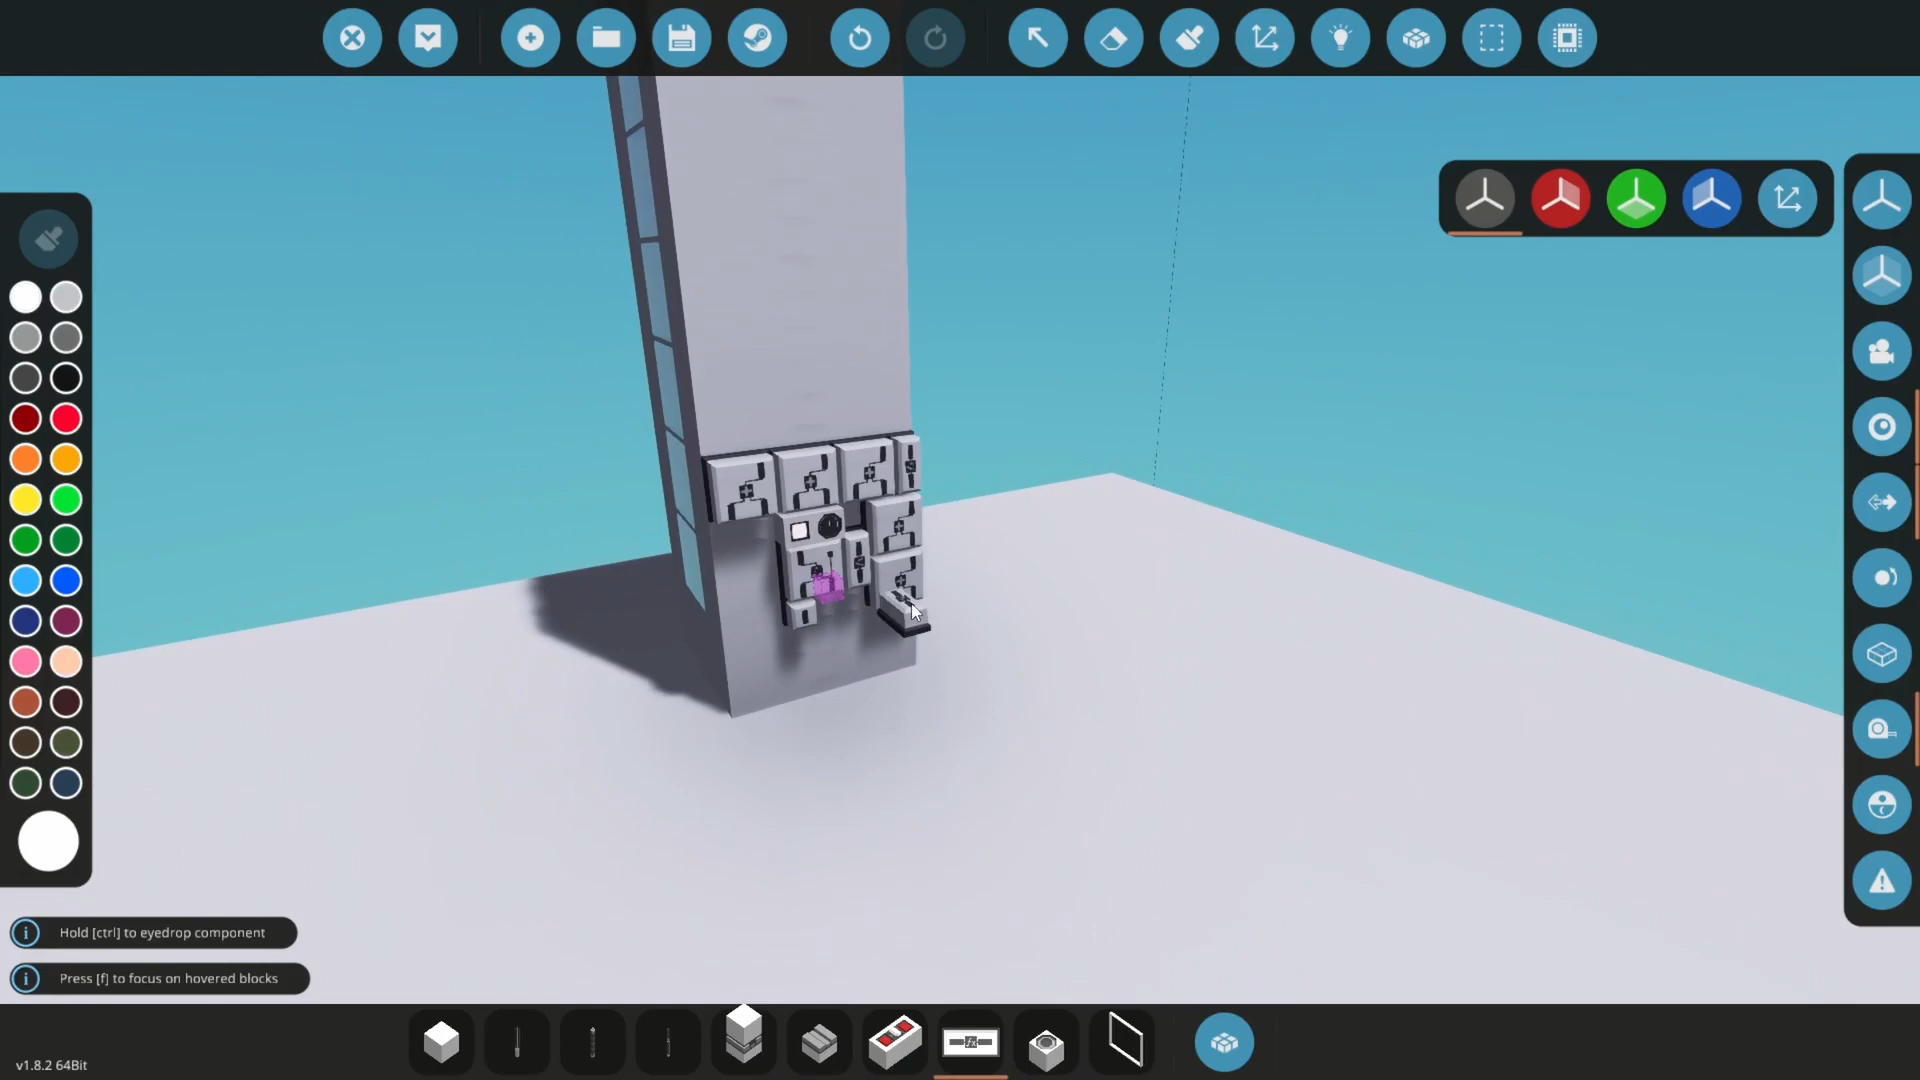 Hold [ctrl] to eyedrop component
Press [f] to focus on hovered blocks
v1.8.2 64Bit